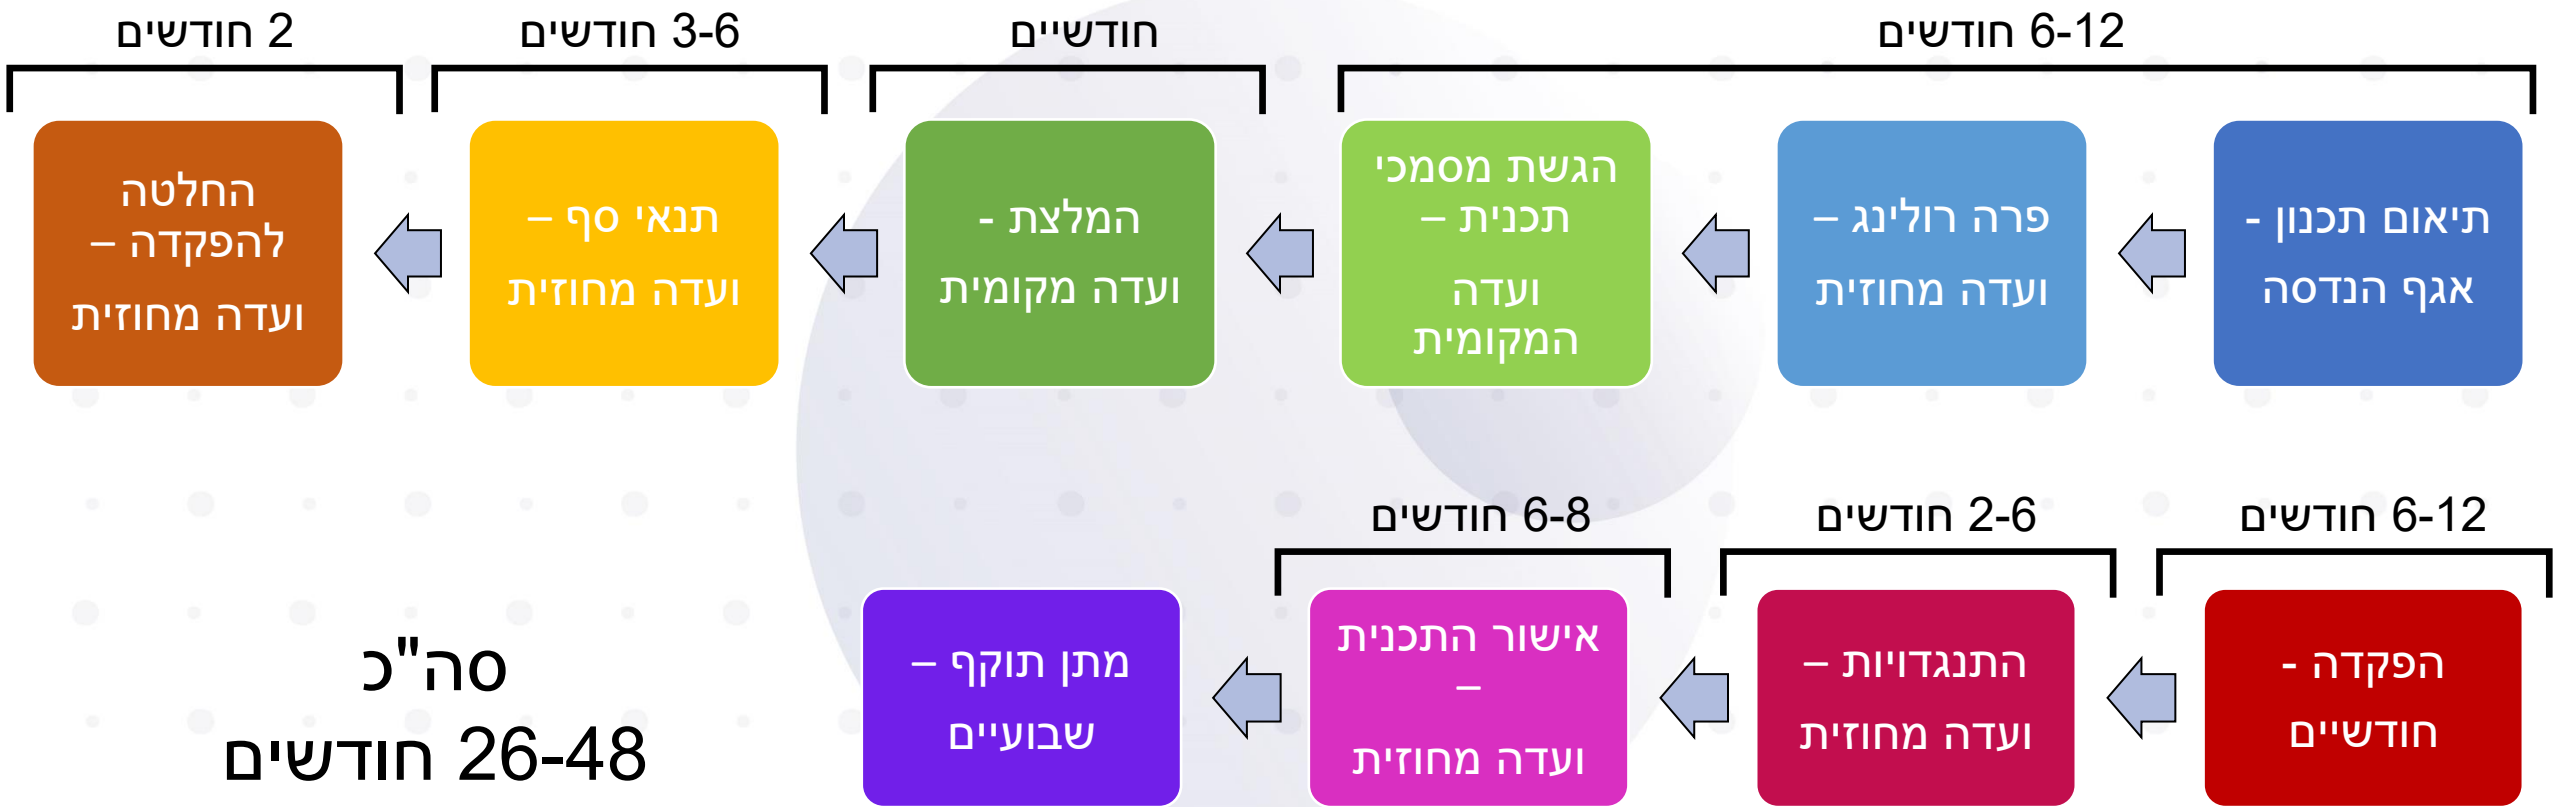 6-12 חודשים
תיאום תכנון -
אגף הנדסה
פרה רולינג –
ועדה מחוזית
הגשת מסמכי
תכנית –
ועדה
המקומית
חודשיים
המלצת -
ועדה מקומית
3-6 חודשים
תנאי סף –
ועדה מחוזית
2 חודשים
החלטה
להפקדה –
ועדה מחוזית
6-12 חודשים
הפקדה -
חודשיים
2-6 חודשים
התנגדויות –
ועדה מחוזית
6-8 חודשים
אישור התכנית
–
ועדה מחוזית
מתן תוקף –
שבועיים
סה"כ
26-48 חודשים